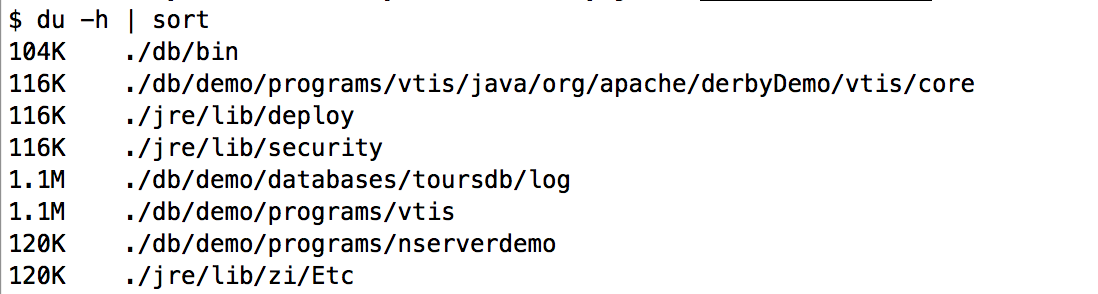 $ du -h | sort
104K    ./db/bin
116K    ./db/demo/programs/vtis/java/org/apache/derbyDemo/vtis/core
116K    ./jre/lib/deploy
116K    ./jre/lib/security
1.1M    ./db/demo/databases/toursdb/log
1.1M    ./db/demo/programs/vtis
120K    ./db/demo/programs/nserverdemo
120K    ./jre/lib/zi/Etc